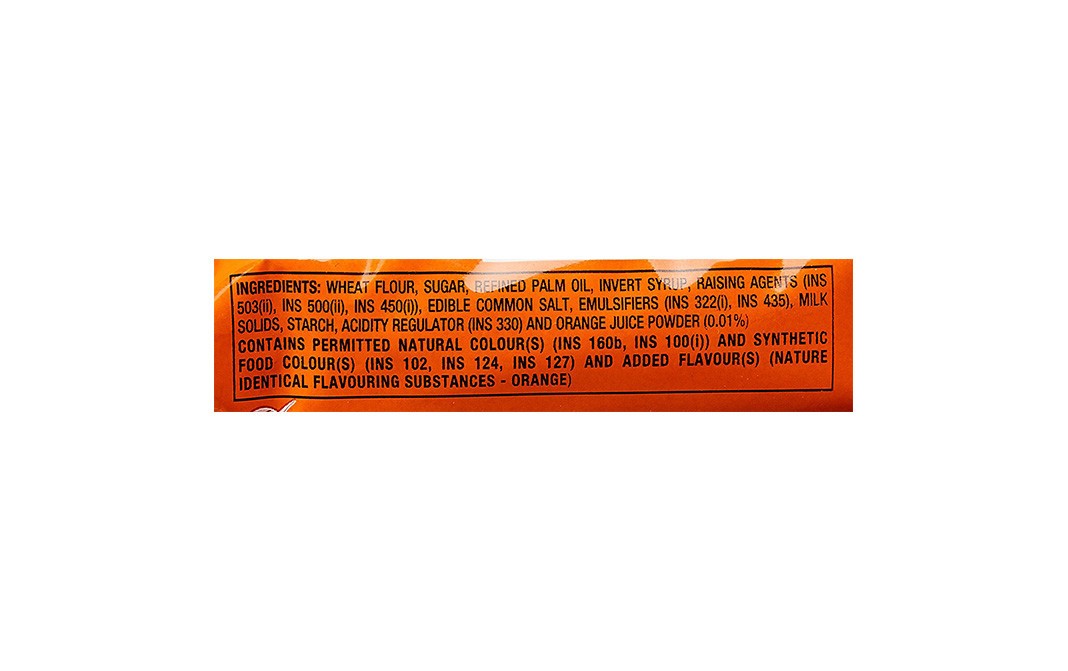 INGREDIENTS: WHEAT FLOUR, SUGAR, REFINED PALM OIL, INVERT SYRUP, RAISING AGENTS (INS
503(ii), INS 500(ii), INS 450(i)), EDIBLE COMMON SALT, EMULSIFIERS (INS 322(i), INS 435), MILK
SOLIDS, STARCH, ACIDITY REGULATOR (INS 330) AND ORANGE JUICE POWDER (0.01%)
CONTAINS PERMITTED NATURAL COLOUR(S) (INS 160b, INS 100(i)) AND SYNTHETIC
FOOD COLOUR(S) (INS 102, INS 124, INS 127) AND ADDED FLAVOUR(S) (NATURE
IDENTICAL FLAVOURING SUBSTANCES - ORANGE)